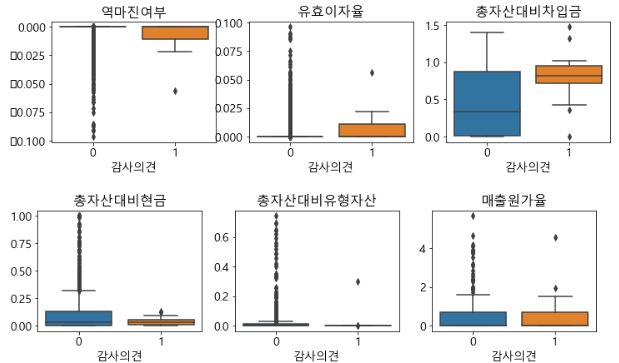 역마진여부
0.000
▯0.025
▯0.050
▯0.075
▯0.100
0 1
감사의견
유효이자율
0.100
0.075
0.050
0.025
0.000
0 1
감사의견
총자산대비차입금
1.5
1.0
0.5
0.0
0 1
감사의견
총자산대비현금
1.00
0.75
0.50
0.25
0.00
0 1
감사의견
총자산대비유형자산
0.6
0.4
0.2
0.0
0 1
감사의견
매출원가율
4
2
0
0 1
감사의견